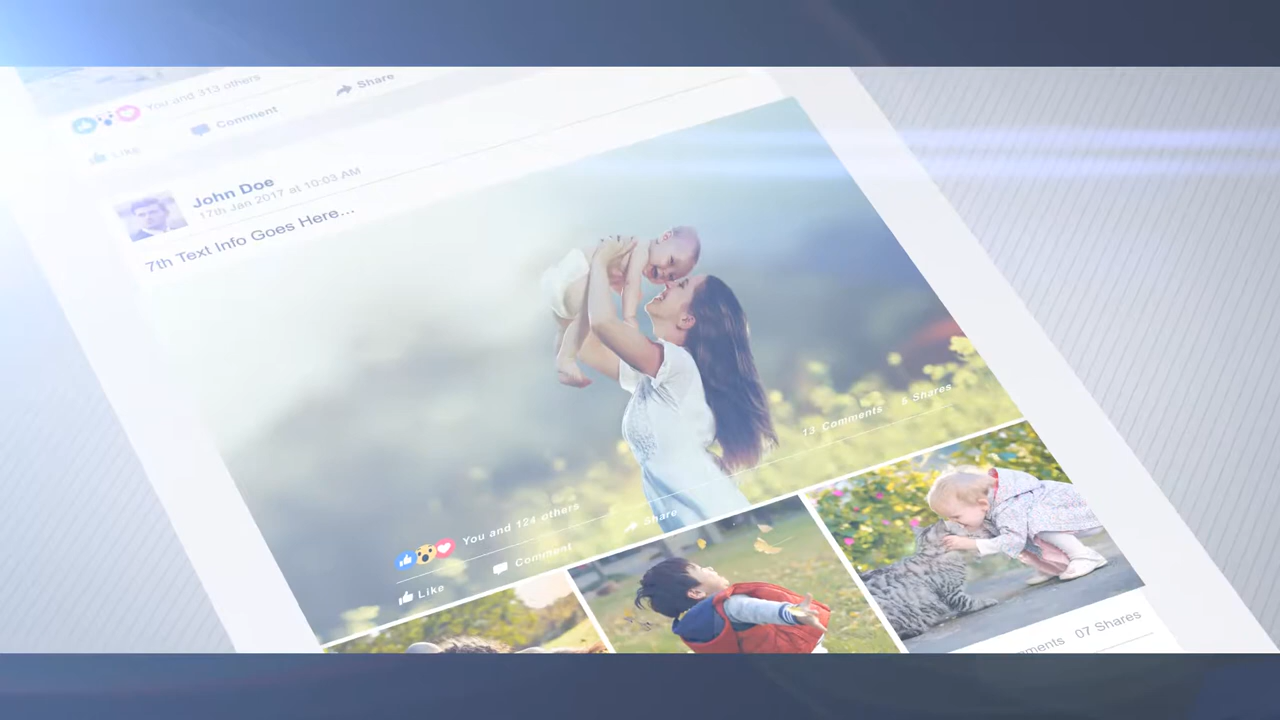 You and 313 others
Like
Comment
Share
John Doe
17th Jan 2017 at 10:03 AM
7th Text Info Goes Here...
You and 124 others
13 Comments 5 Shares
Like
Comment
Share
07 Shares